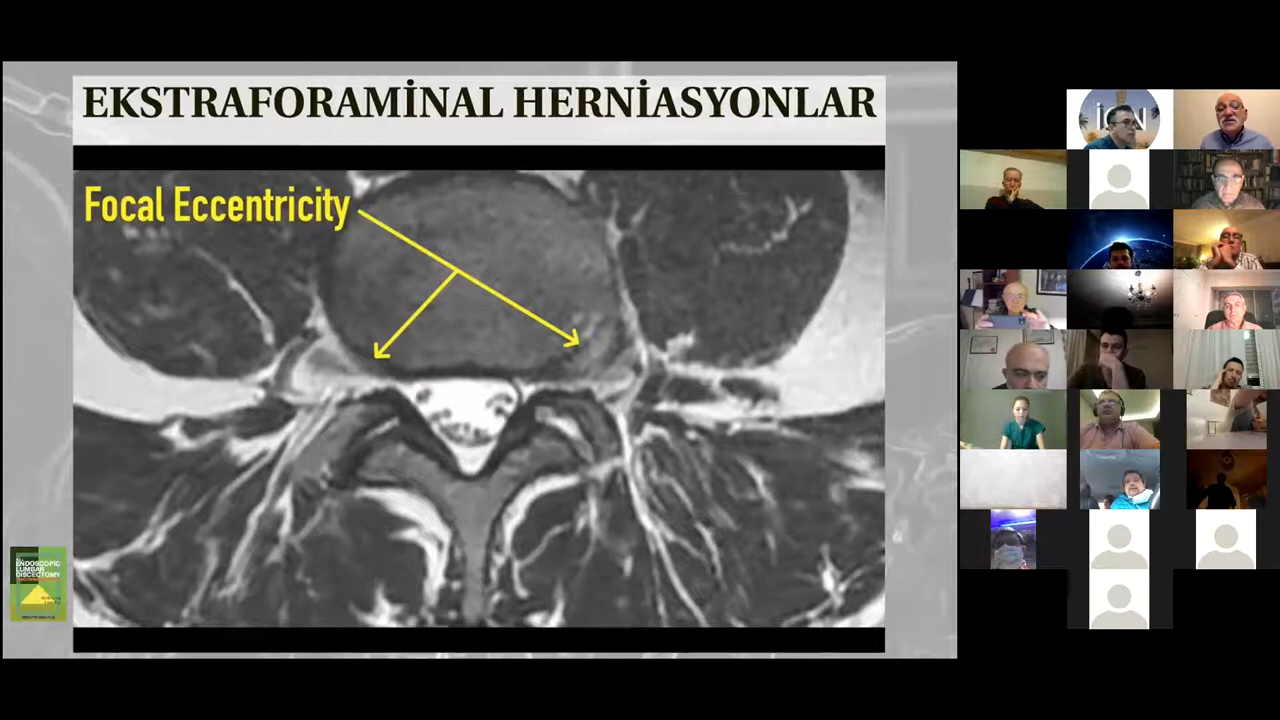 EKSTRAFORAMİNAL HERNİASYONLAR
Focal Eccentricity
ENDOSCOPIC
LUMBAR
DISCECTOMY